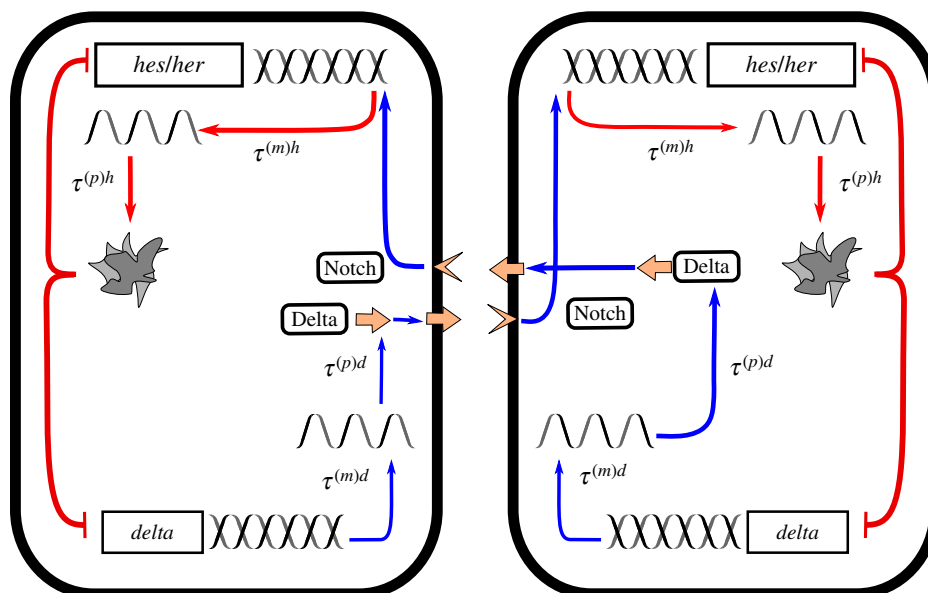 hes/her
hes/her
τ(m)h
τ(m)h
τ(p)h
τ(p)h
Notch
Delta
Delta
Notch
τ(p)d
τ(p)d
τ(m)d
τ(m)d
delta
delta